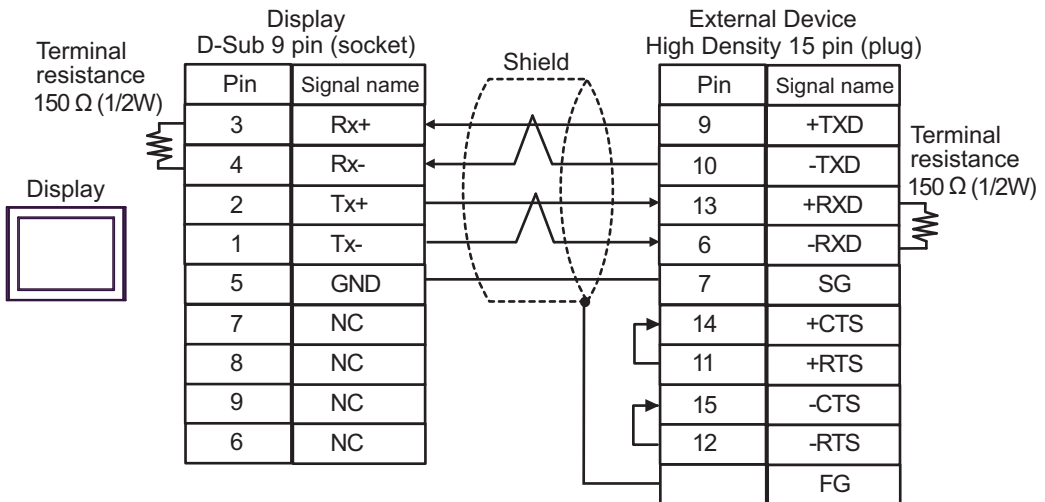 Display
D-Sub 9 pin (socket)
External Device
High Density 15 pin (plug)
Terminal
resistance
150 Ω (1/2W)
Shield
Pin Signal name
3 Rx+
4 Rx-
2 Tx+
1 Tx-
5 GND
7 NC
8 NC
9 NC
6 NC
Display
Pin Signal name
9 +TXD
10 -TXD
13 +RXD
6 -RXD
7 SG
14 +CTS
11 +RTS
15 -CTS
12 -RTS
FG
Terminal
resistance
150 Ω (1/2W)